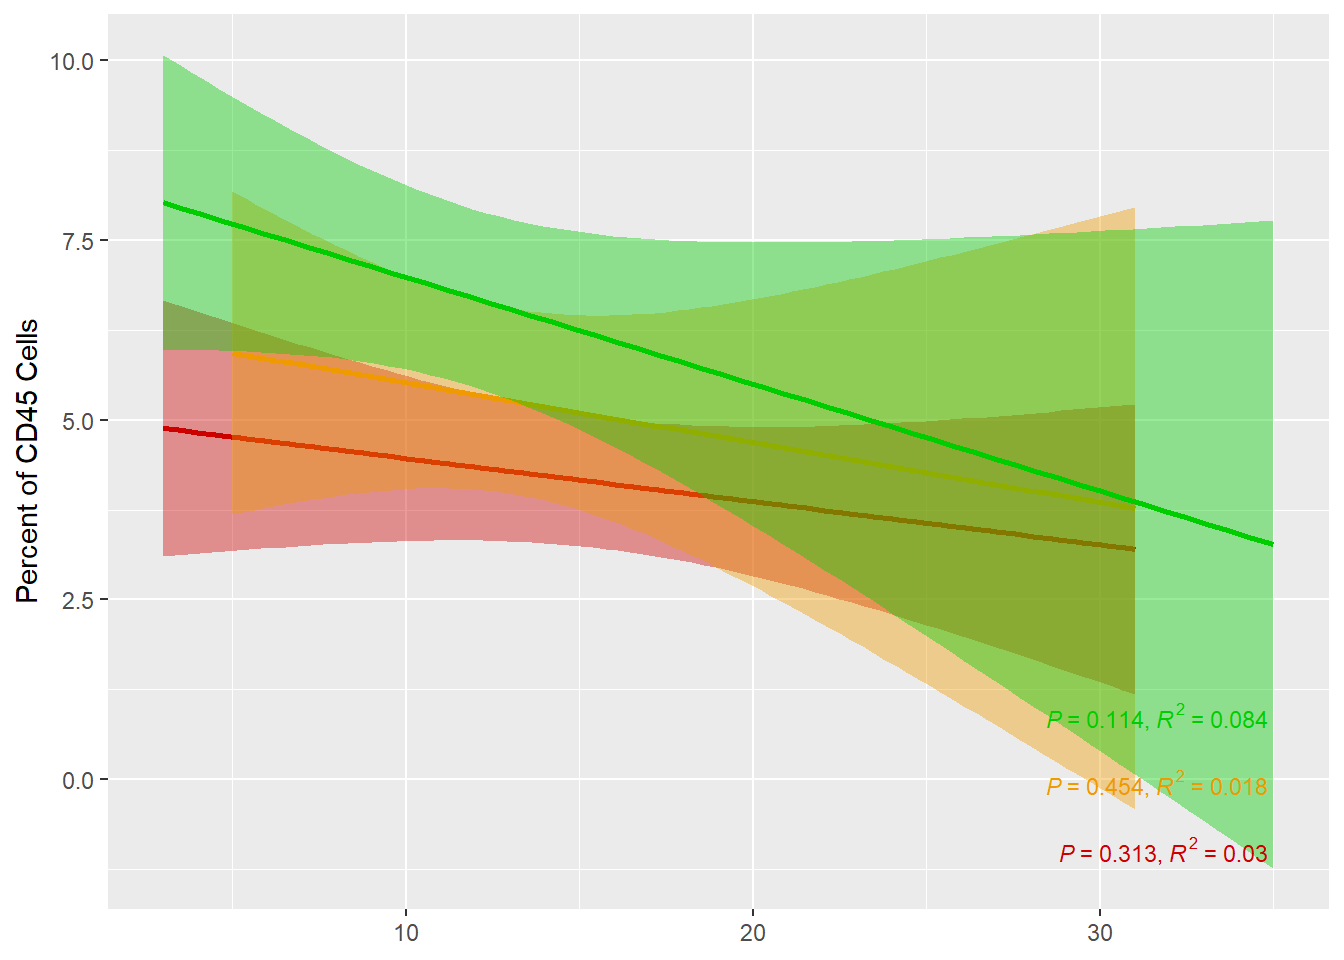 Percent of CD45 Cells
10.0
7.5
5.0
2.5
0.0
P = 0.114, R² = 0.084
P = 0.454, R² = 0.018
P = 0.313, R² = 0.03
10 20 30